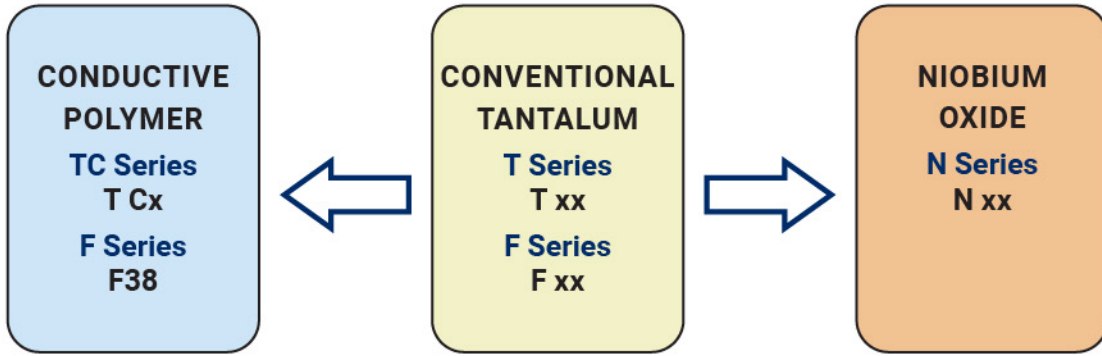 CONDUCTIVE
POLYMER
TC Series
T Cx
F Series
F38
CONVENTIONAL
TANTALUM
T Series
T xx
F Series
F xx
NIOBIUM
OXIDE
N Series
N xx